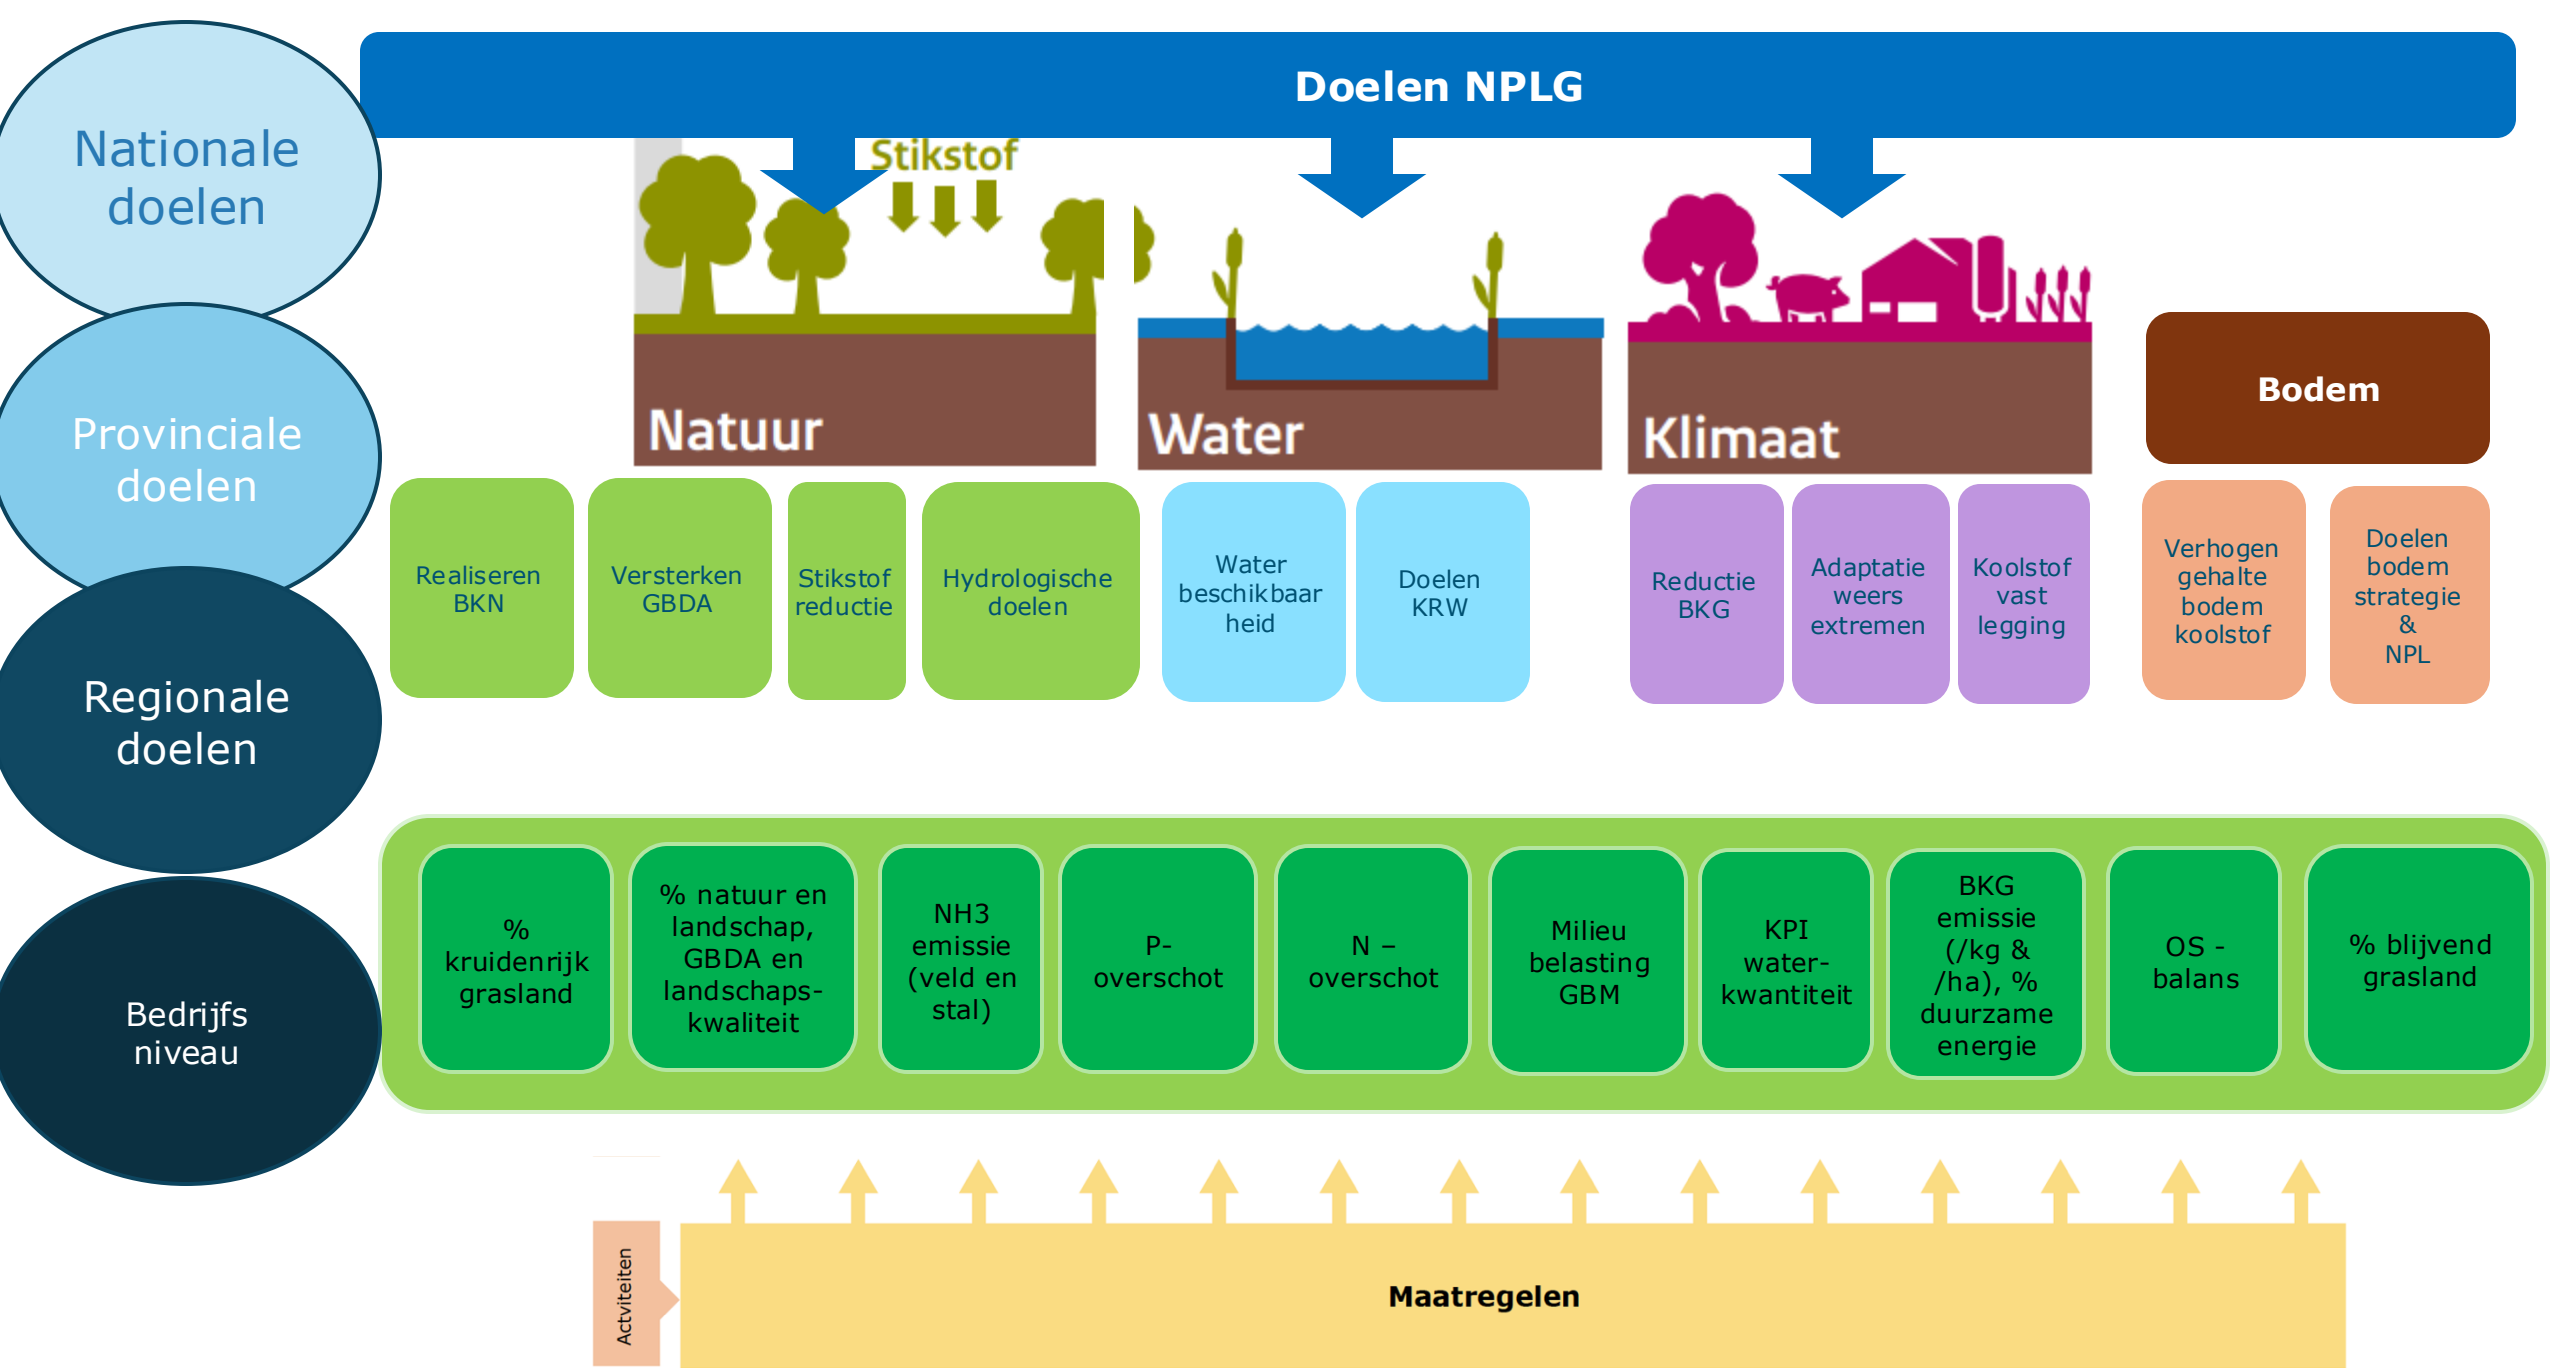 Doelen NPLG
Nationale
doelen
Stikstof
Natuur
Water
Klimaat
Bodem
Provinciale
doelen
Realiseren
BKN
Versterken
GBDA
Stikstof
reductie
Hydrologische
doelen
Water
beschikbaar
heid
Doelen
KRW
Reductie
BKG
Adaptatie
weers
extremen
Koolstof
vast
legging
Verhogen
gehalte
bodem
koolstof
Doelen
bodem
strategie
&
NPL
Regionale
doelen
Bedrijfs
niveau
%
kruidenrijk
grasland
% natuur en
landschap,
GBDA en
landschaps-
kwaliteit
NH3
emissie
(veld en
stal)
P-
overschot
N –
overschot
Milieu
belasting
GBM
KPI
water-
kwantiteit
BKG
emissie
(/kg &
/ha), %
duurzame
energie
OS -
balans
% blijvend
grasland
Actviteiten
Maatregelen